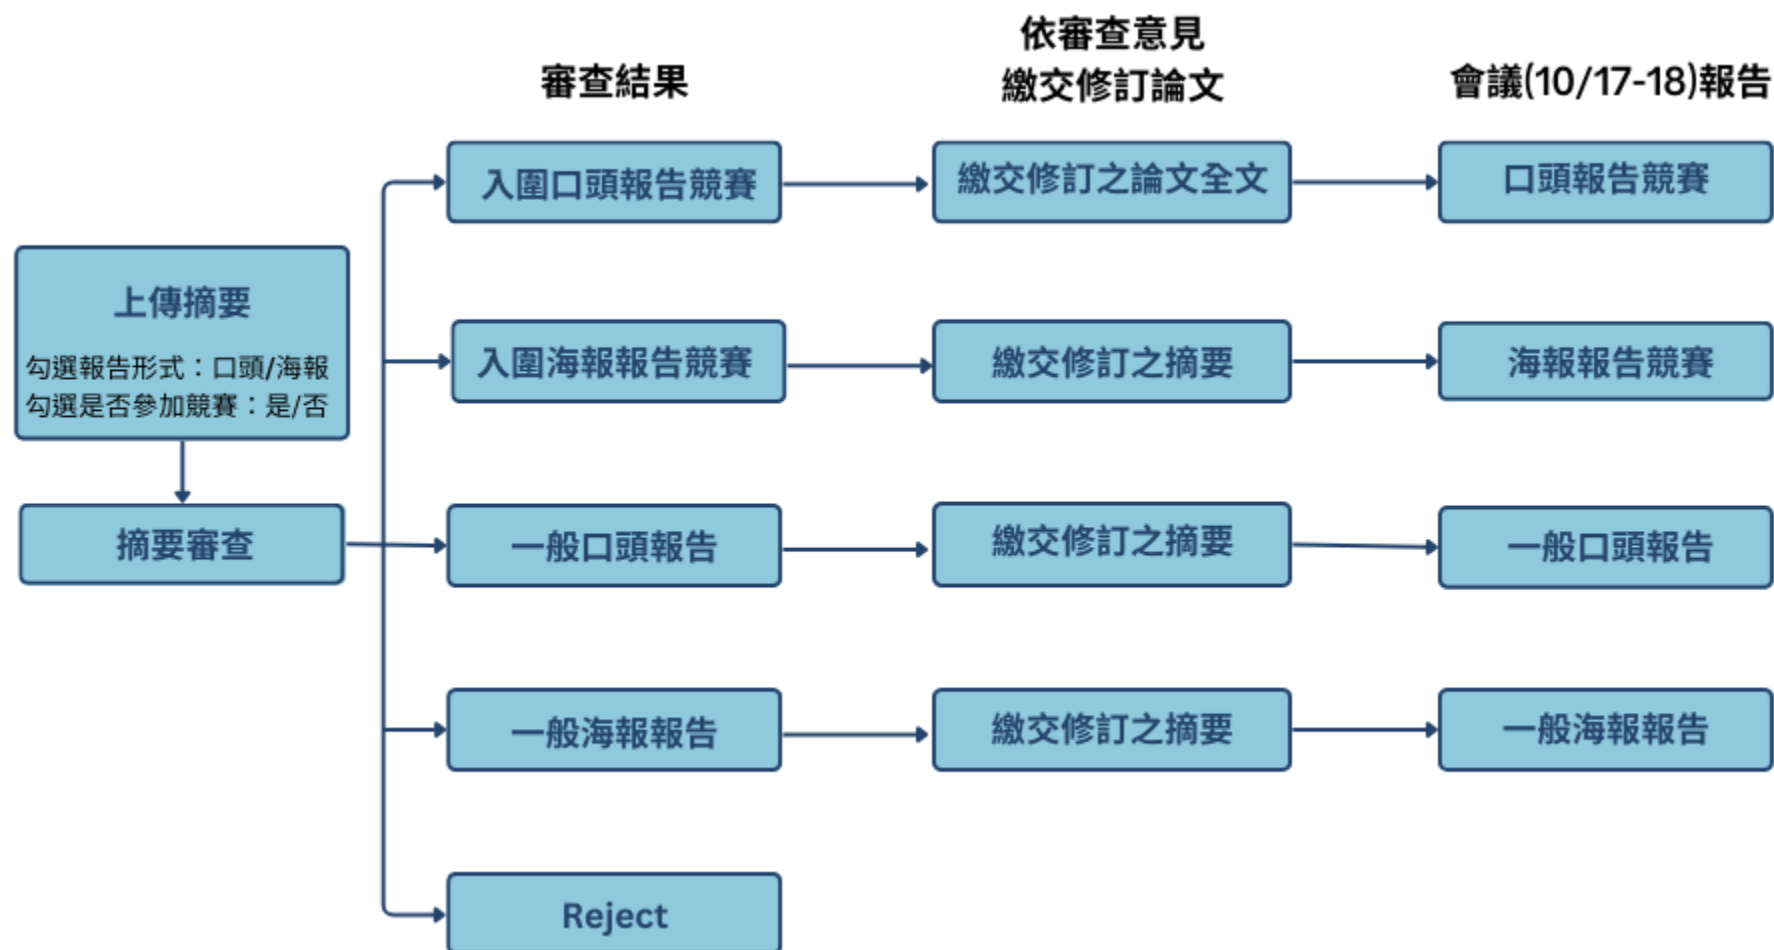 審查結果
依審查意見
繳交修訂論文
會議(10/17-18)報告
上傳摘要
勾選報告形式：口頭/海報
勾選是否參加競賽：是/否
摘要審查
入圍口頭報告競賽
繳交修訂之論文全文
口頭報告競賽
入圍海報報告競賽
繳交修訂之摘要
海報報告競賽
一般口頭報告
繳交修訂之摘要
一般口頭報告
一般海報報告
繳交修訂之摘要
一般海報報告
Reject